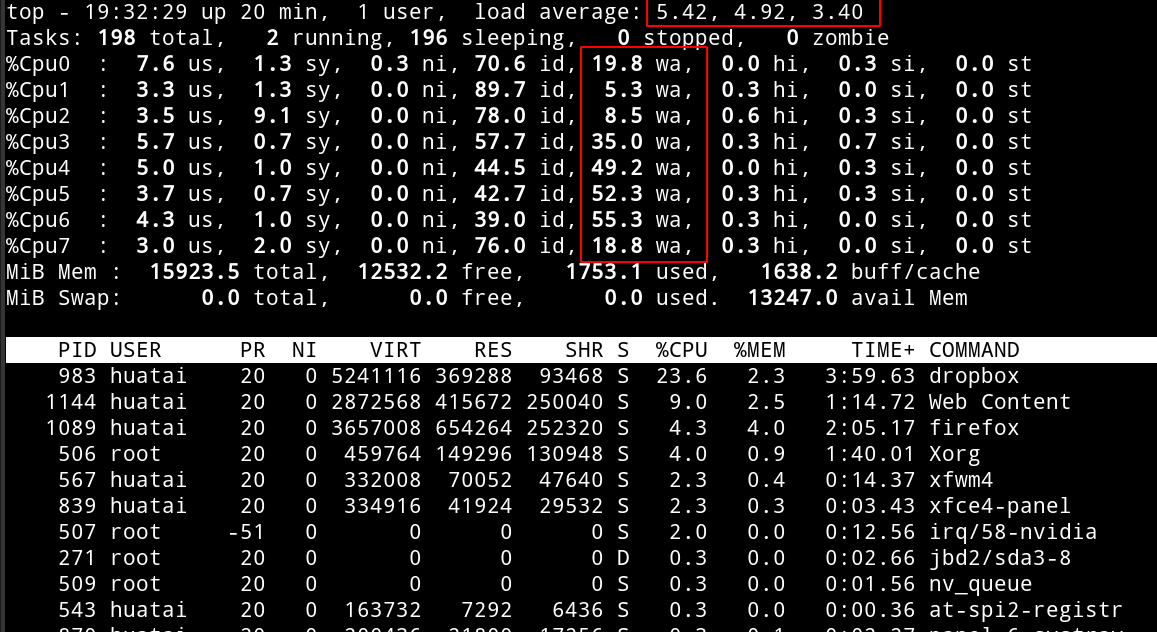 top - 19:32:29 up 20 min,  1 user,  load average: 5.42, 4.92, 3.40
Tasks: 198 total,   2 running, 196 sleeping,   0 stopped,   0 zombie
%Cpu0  :  7.6 us,  1.3 sy,  0.3 ni, 70.6 id, 19.8 wa,  0.0 hi,  0.3 si,  0.0 st
%Cpu1  :  3.3 us,  1.3 sy,  0.0 ni, 89.7 id,  5.3 wa,  0.3 hi,  0.0 si,  0.0 st
%Cpu2  :  3.5 us,  9.1 sy,  0.0 ni, 78.0 id,  8.5 wa,  0.6 hi,  0.3 si,  0.0 st
%Cpu3  :  5.7 us,  0.7 sy,  0.0 ni, 57.7 id, 35.0 wa,  0.3 hi,  0.7 si,  0.0 st
%Cpu4  :  5.0 us,  1.0 sy,  0.0 ni, 44.5 id, 49.2 wa,  0.0 hi,  0.3 si,  0.0 st
%Cpu5  :  3.7 us,  0.7 sy,  0.0 ni, 42.7 id, 52.3 wa,  0.3 hi,  0.3 si,  0.0 st
%Cpu6  :  4.3 us,  1.0 sy,  0.0 ni, 39.0 id, 55.3 wa,  0.3 hi,  0.0 si,  0.0 st
%Cpu7  :  3.0 us,  2.0 sy,  0.0 ni, 76.0 id, 18.8 wa,  0.3 hi,  0.0 si,  0.0 st
MiB Mem :  15923.5 total,  12532.2 free,   1753.1 used,   1638.2 buff/cache
MiB Swap:      0.0 total,      0.0 free,      0.0 used.  13247.0 avail Mem
PID USER      PR  NI    VIRT    RES    SHR S  %CPU  %MEM     TIME+ COMMAND
983 huatai    20   0 5241116 369288  93468 S  23.6   2.3   3:59.63 dropbox
1144 huatai    20   0 2872568 415672 250040 S   9.0   2.5   1:14.72 Web Content
1089 huatai    20   0 3657008 654264 252320 S   4.3   4.0   2:05.17 firefox
506 root      20   0  459764 149296 130948 S   4.0   0.9   1:40.01 Xorg
567 huatai    20   0  332008  70052  47640 S   2.3   0.4   0:14.37 xfwm4
839 huatai    20   0  334916  41924  29532 S   2.3   0.3   0:03.43 xfce4-panel
507 root     -51   0       0      0      0 S   2.0   0.0   0:12.56 irq/58-nvidia
271 root      20   0       0      0      0 D   0.3   0.0   0:02.66 jbd2/sda3-8
509 root      20   0       0      0      0 S   0.3   0.0   0:01.56 nv_queue
543 huatai    20   0  163732   7292   6436 S   0.3   0.0   0:00.36 at-spi2-registr